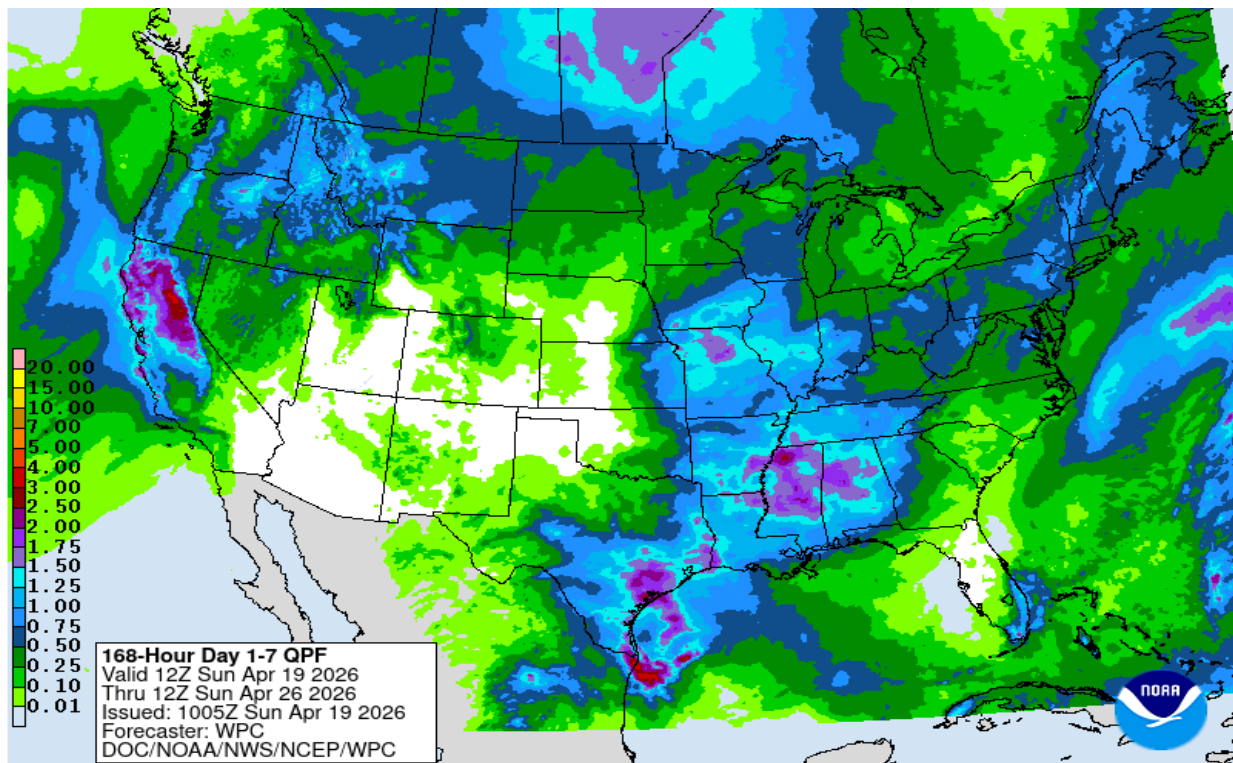 20.00
15.00
10.00
7.00
5.00
4.00
3.00
2.50
2.00
1.75
1.50
1.25
1.00
0.75
0.50
0.25
0.10
0.01
168-Hour Day 1-7 QPF
Valid 12Z Sun Apr 19 2026
Thru 12Z Sun Apr 26 2026
Issued: 1005Z Sun Apr 19 2026
Forecaster: WPC
DOC/NOAA/NWS/NCEP/WPC
NOAA